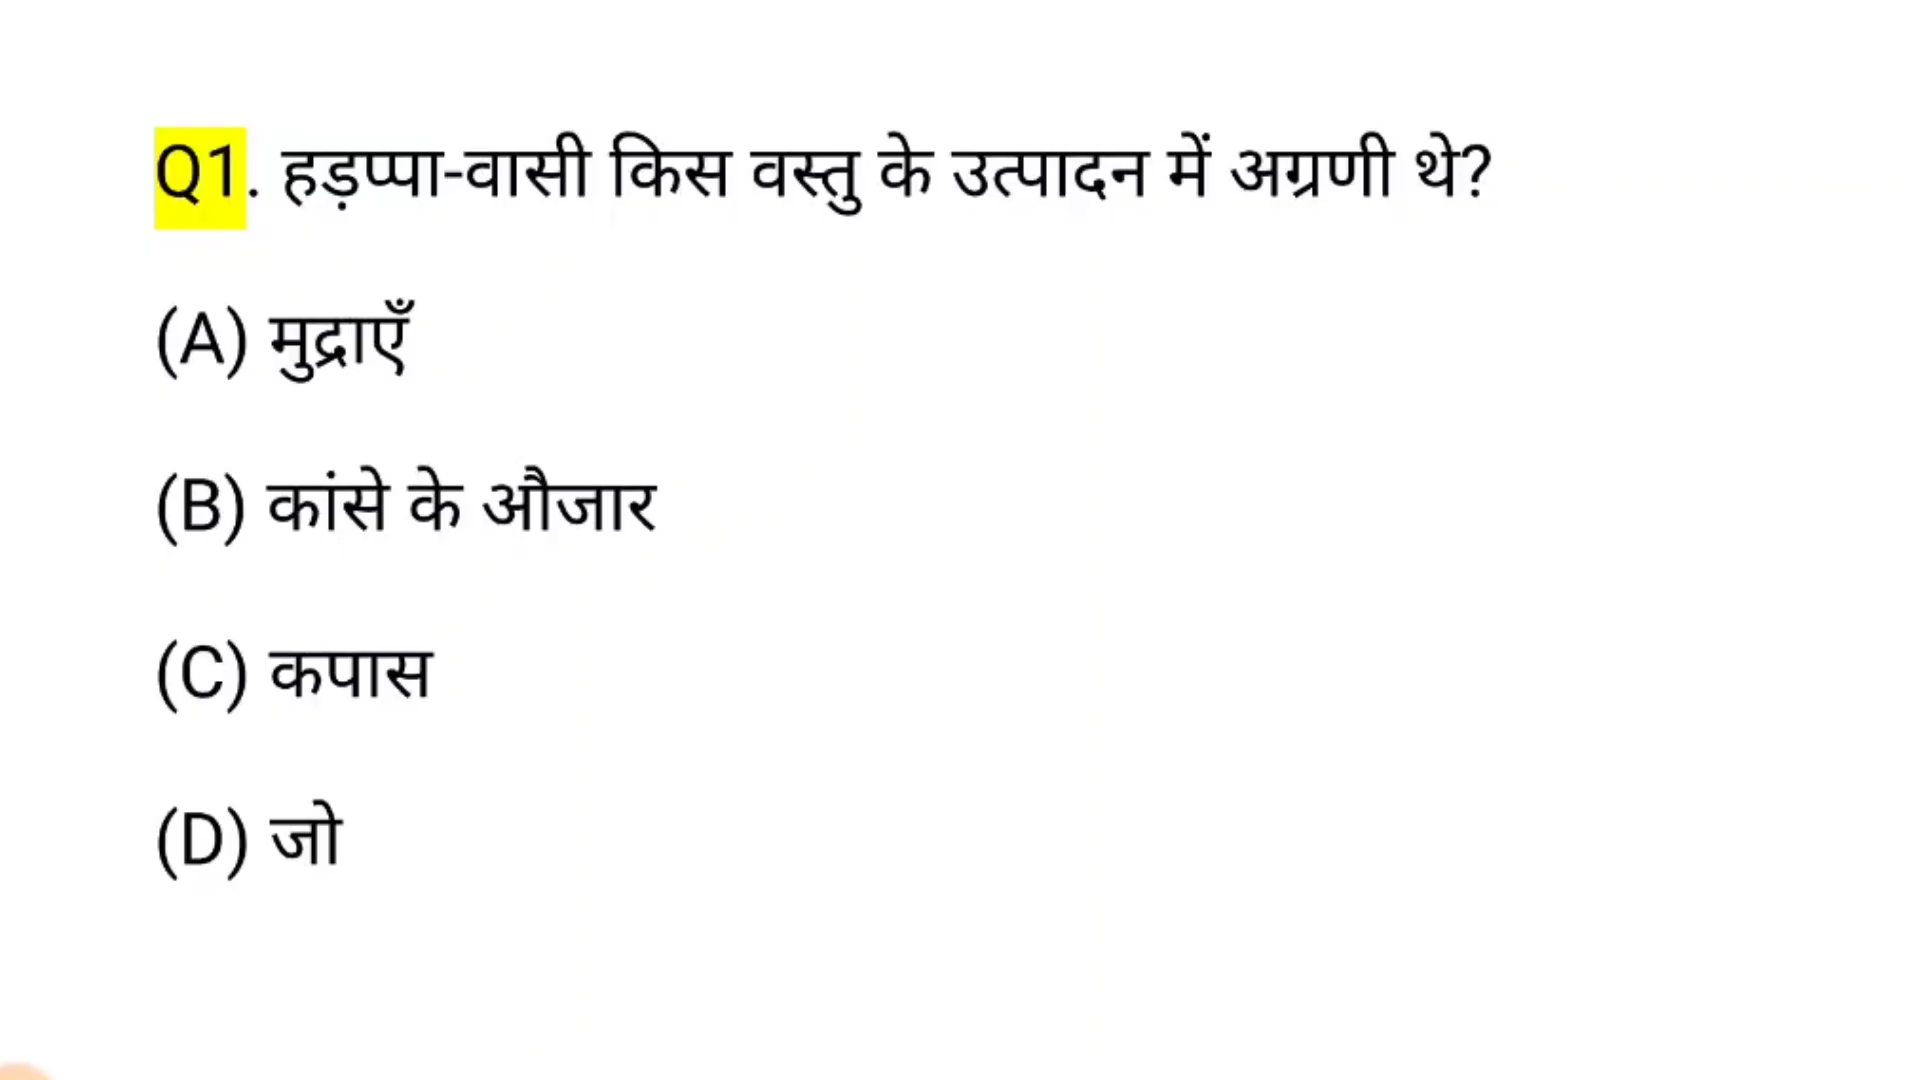 Q1. हड़प्पा-वासी किस वस्तु के उत्पादन में अग्रणी थे?
(A) मुद्राएँ
(B) कांसे के औजार
(C) कपास
(D) जो